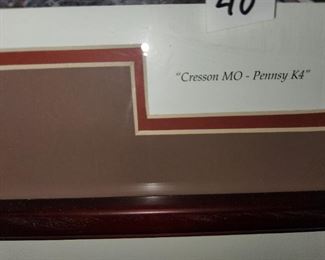 40
"Cresson MO - Pennsy K4"